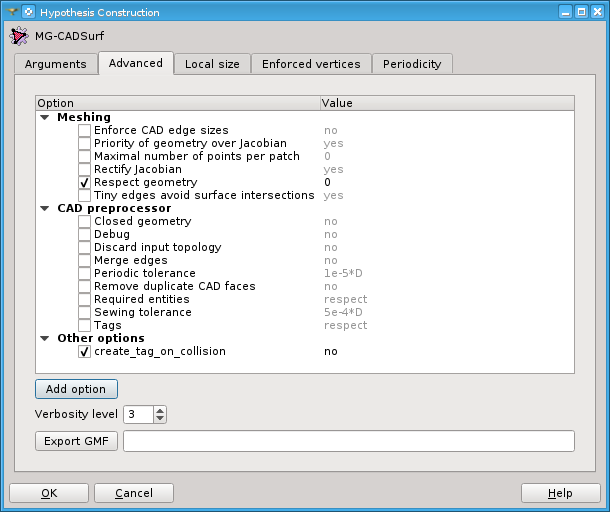 Hypothesis Construction
MG-CADSurf
Arguments Advanced Local size Enforced vertices Periodicity
Option Value
Meshing
Enforce CAD edge sizes no
Priority of geometry over Jacobian yes
Maximal number of points per patch 0
Rectify Jacobian yes
Respect geometry 0
Tiny edges avoid surface intersections yes
CAD preprocessor
Closed geometry no
Debug no
Discard input topology no
Merge edges no
Periodic tolerance 1e-5*D
Remove duplicate CAD faces no
Required entities respect
Sewing tolerance 5e-4*D
Tags respect
Other options
create_tag_on_collision no
Add option
Verbosity level 3
Export GMF
OK Cancel Help